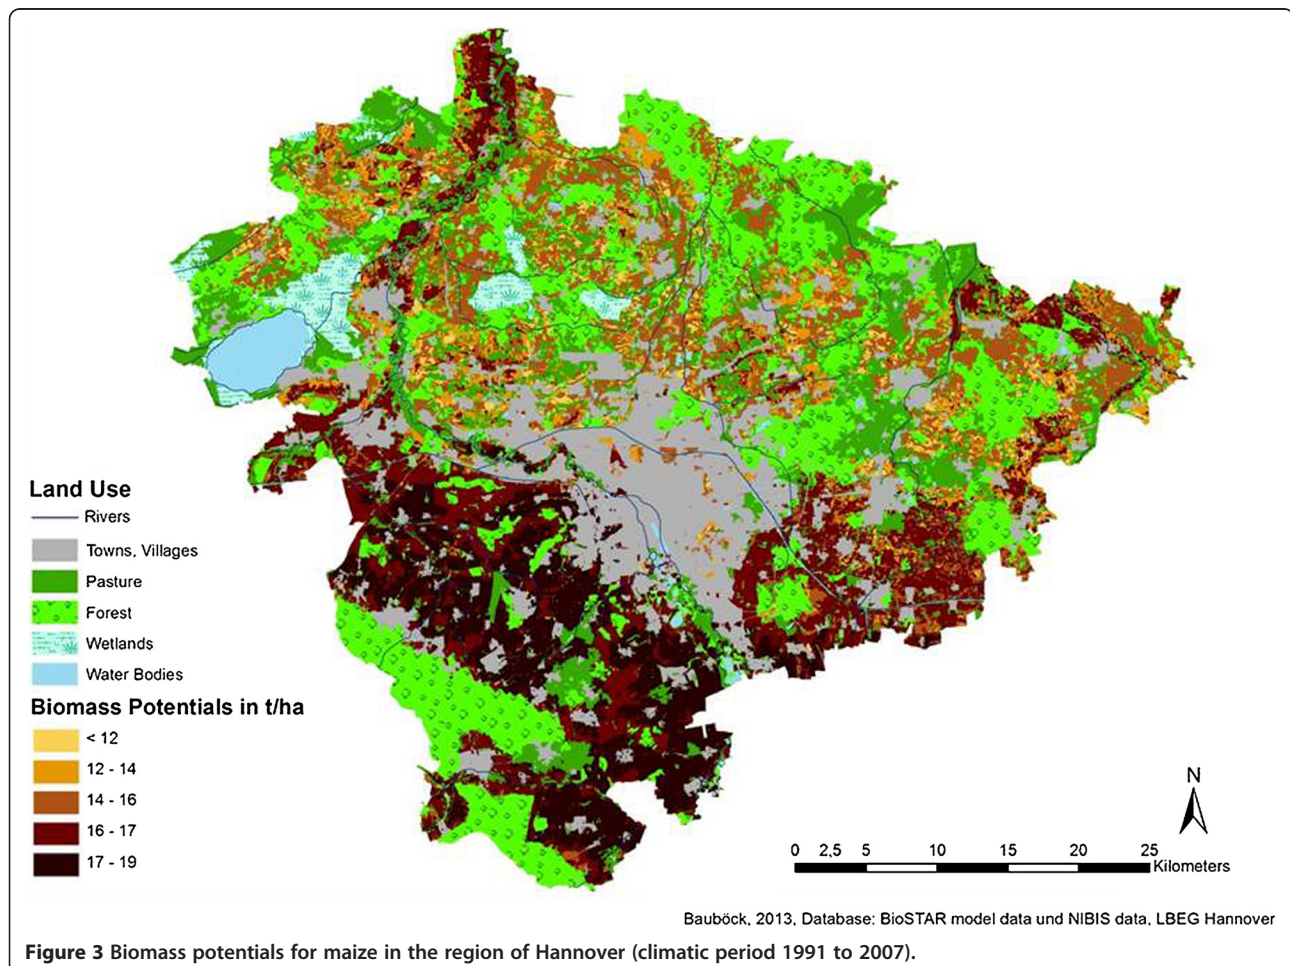 Land Use
Rivers
Towns, Villages
Pasture
Forest
Wetlands
Water Bodies
Biomass Potentials in t/ha
< 12
12 - 14
14 - 16
16 - 17
17 - 19
N
0 2,5 5 10 15 20 25
Kilometers
Bauböck, 2013, Database: BioSTAR model data und NIBIS data, LBEG Hannover
Figure 3 Biomass potentials for maize in the region of Hannover (climatic period 1991 to 2007).